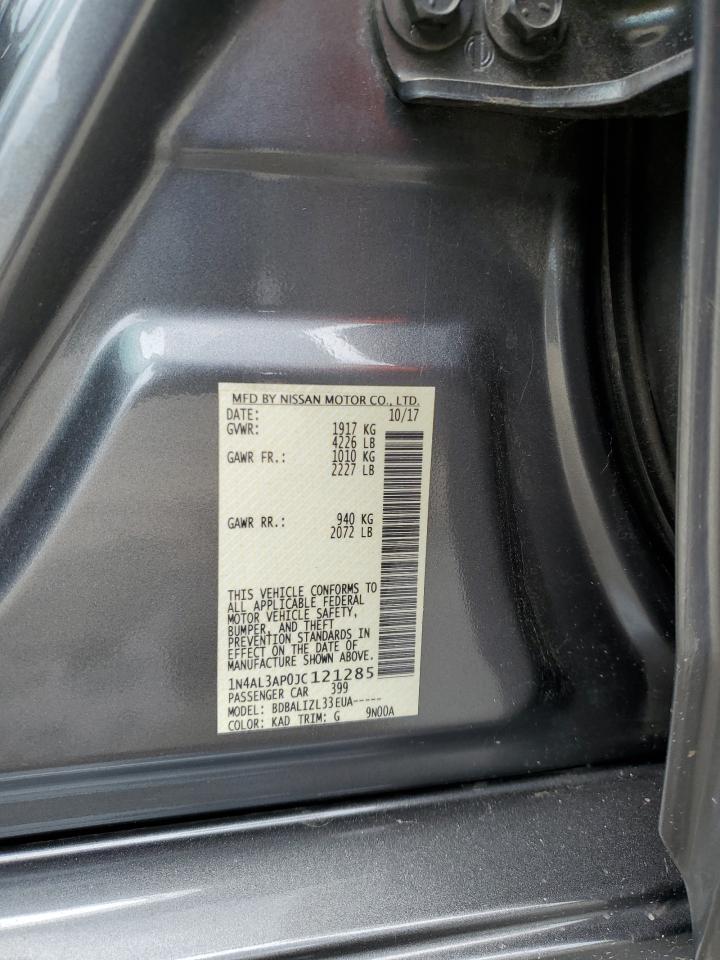 MFD BY NISSAN MOTOR CO., LTD.
DATE: 10/17
GVWR: 1917 KG
4226 LB
GAWR FR.: 1010 KG
2227 LB
GAWR RR.: 940 KG
2072 LB
THIS VEHICLE CONFORMS TO
ALL APPLICABLE FEDERAL
MOTOR VEHICLE SAFETY,
BUMPER, AND THEFT
PREVENTION STANDARDS IN
EFFECT ON THE DATE OF
MANUFACTURE SHOWN ABOVE.
1N4AL3AP0JC121285
PASSENGER CAR 399
MODEL: BDBALIZL33EUA-----
COLOR: KAD TRIM: G 9N00A